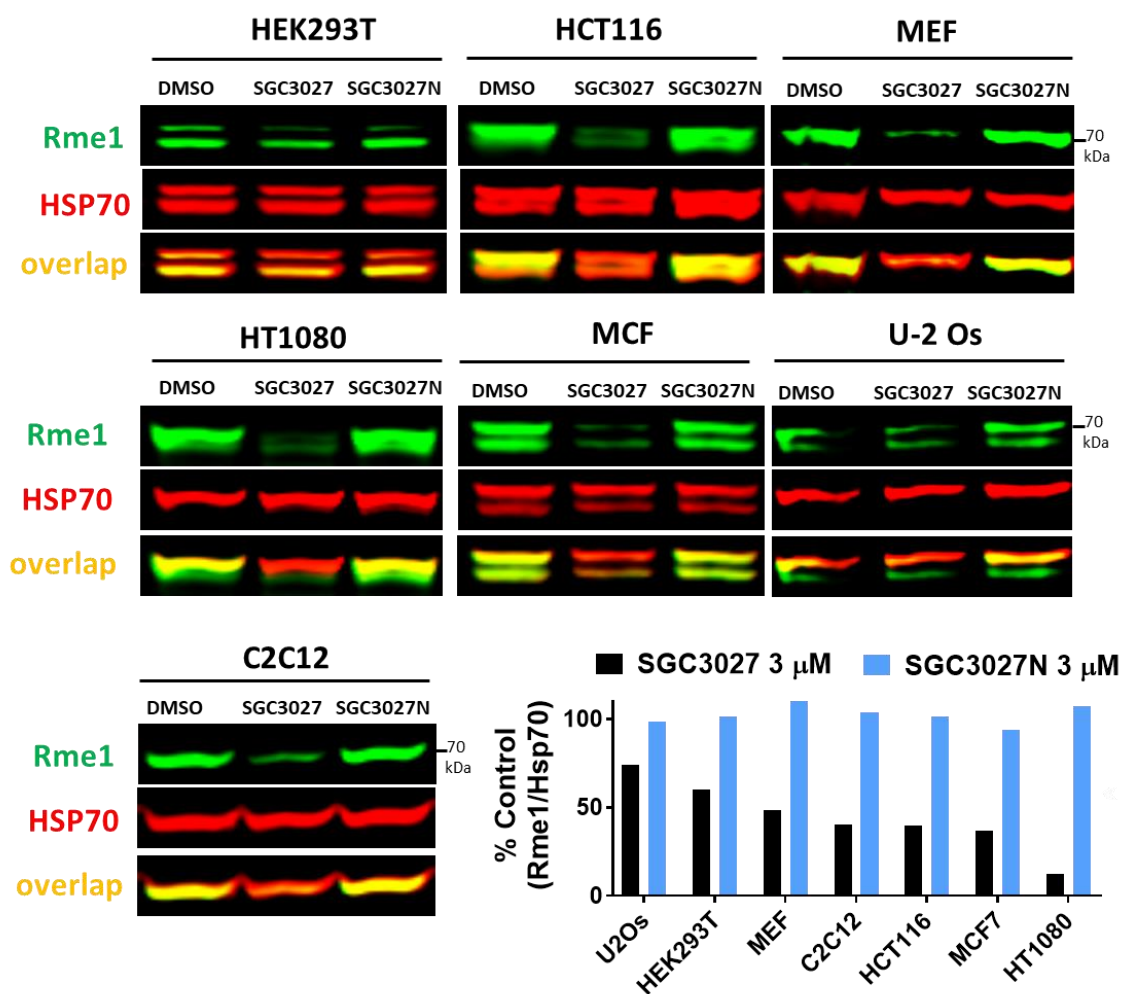 HEK293T HCT116 MEF
DMSO SGC3027 SGC3027N DMSO SGC3027 SGC3027N DMSO SGC3027 SGC3027N
Rme1 70
kDa
HSP70
overlap
HT1080 MCF U-2 Os
DMSO SGC3027 SGC3027N DMSO SGC3027 SGC3027N DMSO SGC3027 SGC3027N
Rme1 70
kDa
HSP70
overlap
C2C12
DMSO SGC3027 SGC3027N
Rme1 70
kDa
HSP70
overlap
SGC3027 3 μM SGC3027N 3 μM
% Control
(Rme1/Hsp70)
100
50
0
U2Os HEK293T MEF C2C12 HCT116 MCF7 HT1080